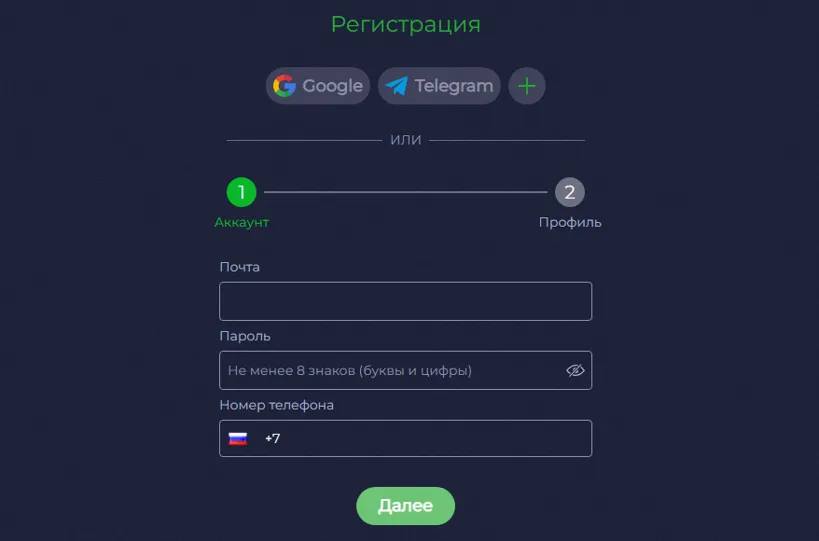 Регистрация
Google Telegram +
ИЛИ
1 2
Аккаунт Профиль
Почта
Пароль
Не менее 8 знаков (буквы и цифры)
Номер телефона
+7
Далее